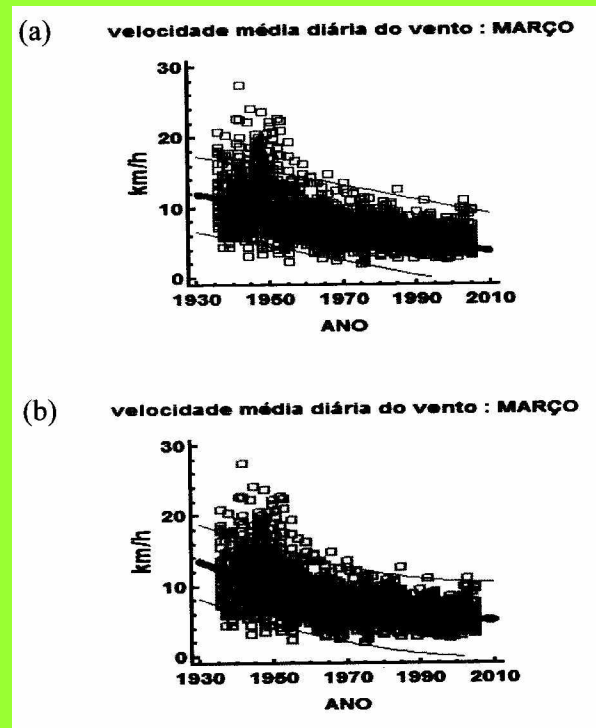 (a)
velocidade média diária do vento : MARÇO
30
20
10
0
km/h
1930 1950 1970 1990 2010
ANO
(b)
velocidade média diária do vento : MARÇO
30
20
10
0
km/h
1930 1950 1970 1990 2010
ANO